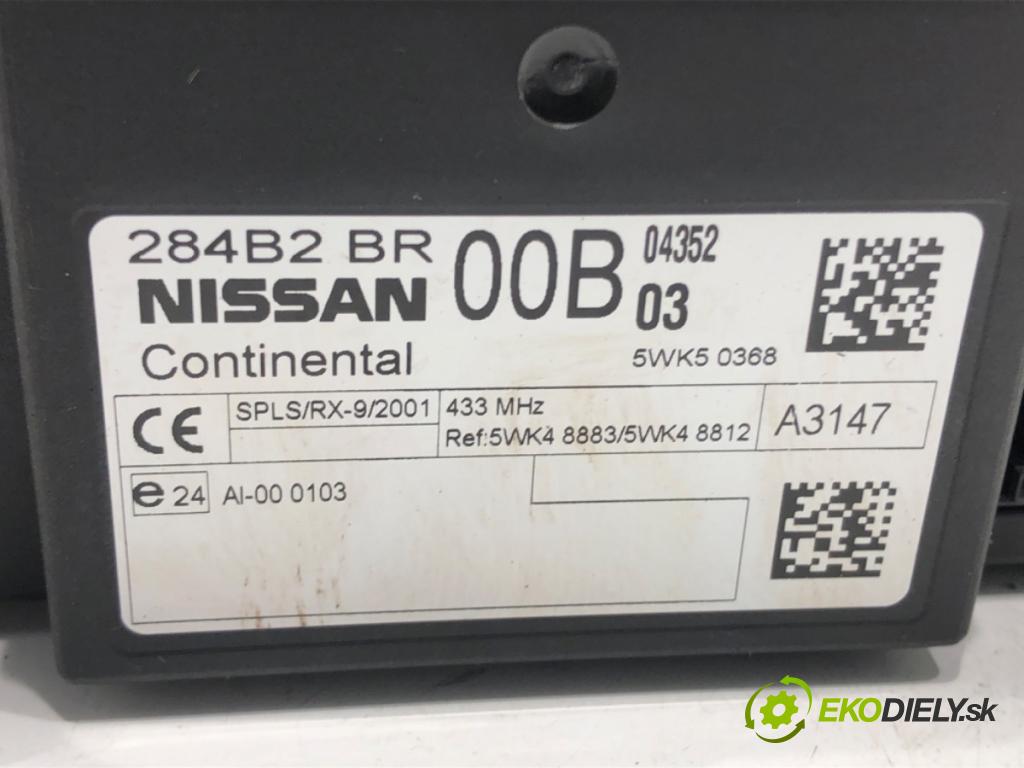 284B2 BR 00B 04352
NISSAN 03
Continental 5WK5 0368
CE SPLS/RX-9/2001 433 MHz A3147
Ref:5WK4 8883/5WK4 8812
e24 AI-00 0103
EKODIELY.sk